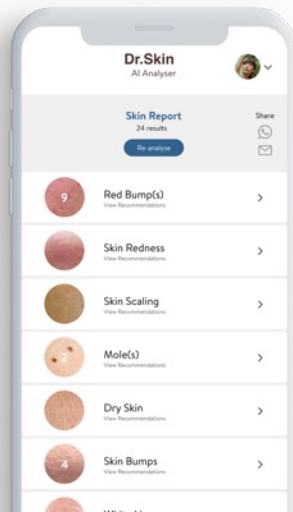 Dr.Skin
AI Analyser
Skin Report
24 results
Re-analyse
Share
9
Red Bump(s)
View Recommendations
Skin Redness
View Recommendations
Skin Scaling
View Recommendations
2
Mole(s)
View Recommendations
Dry Skin
View Recommendations
4
Skin Bumps
View Recommendations